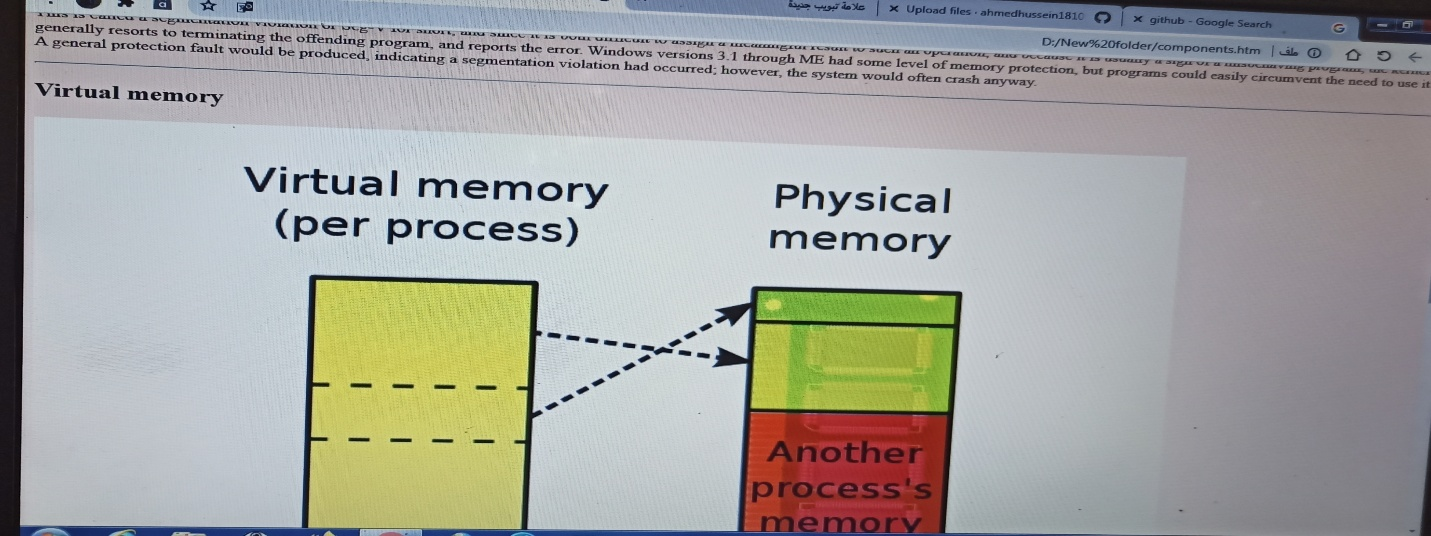 علامة تبويب جديدة
Upload files · ahmedhussein1810
github - Google Search
D:/New%20folder/components.htm
ملف
generally resorts to terminating the offending program, and reports the error. Windows versions 3.1 through ME had some level of memory protection, but programs could easily circumvent the need to use it
A general protection fault would be produced, indicating a segmentation violation had occurred; however, the system would often crash anyway.
Virtual memory
Virtual memory
(per process)
Physical
memory
Another
process's
memory